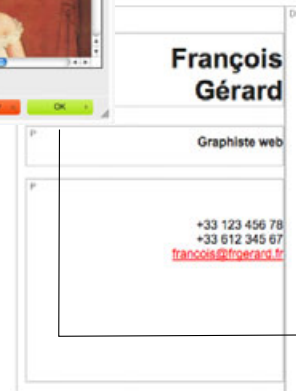 D
François
Gérard
OK
P
Graphiste web
P
+33 123 456 78
+33 612 345 67
francois@frgerard.fr